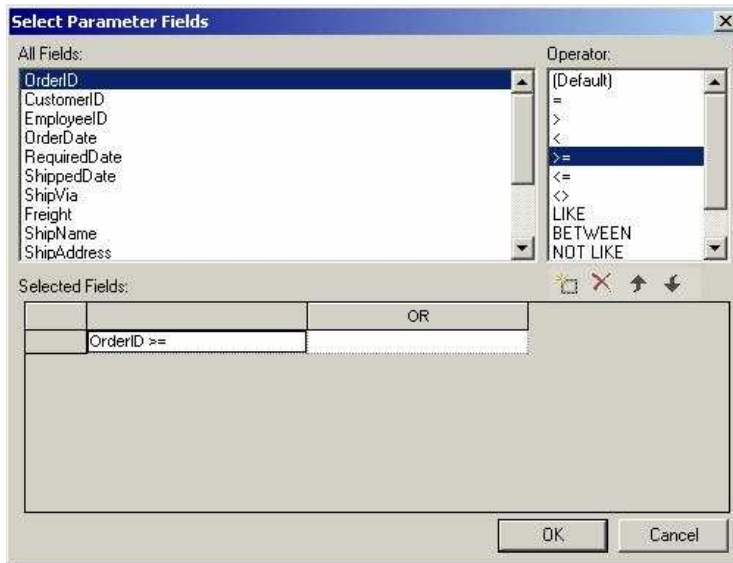 Select Parameter Fields
All Fields:
OrderID
CustomerID
EmployeeID
OrderDate
RequiredDate
ShippedDate
ShipVia
Freight
ShipName
ShipAddress
Operator:
(Default)
=
>
<
>=
<=
<>
LIKE
BETWEEN
NOT LIKE
Selected Fields:
OR
OrderID >=
OK
Cancel